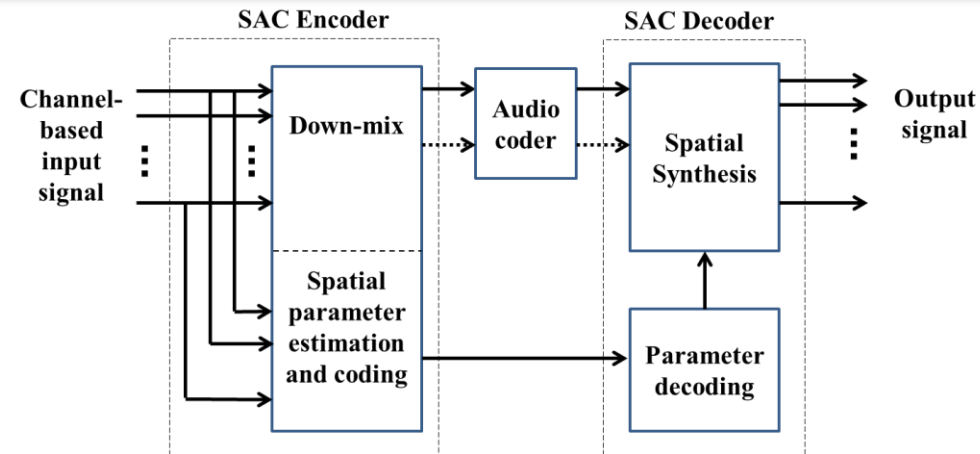 SAC Encoder
SAC Decoder
Channel-
based
input
signal
Down-mix
Audio
coder
Spatial
Synthesis
Output
signal
Spatial
parameter
estimation
and coding
Parameter
decoding